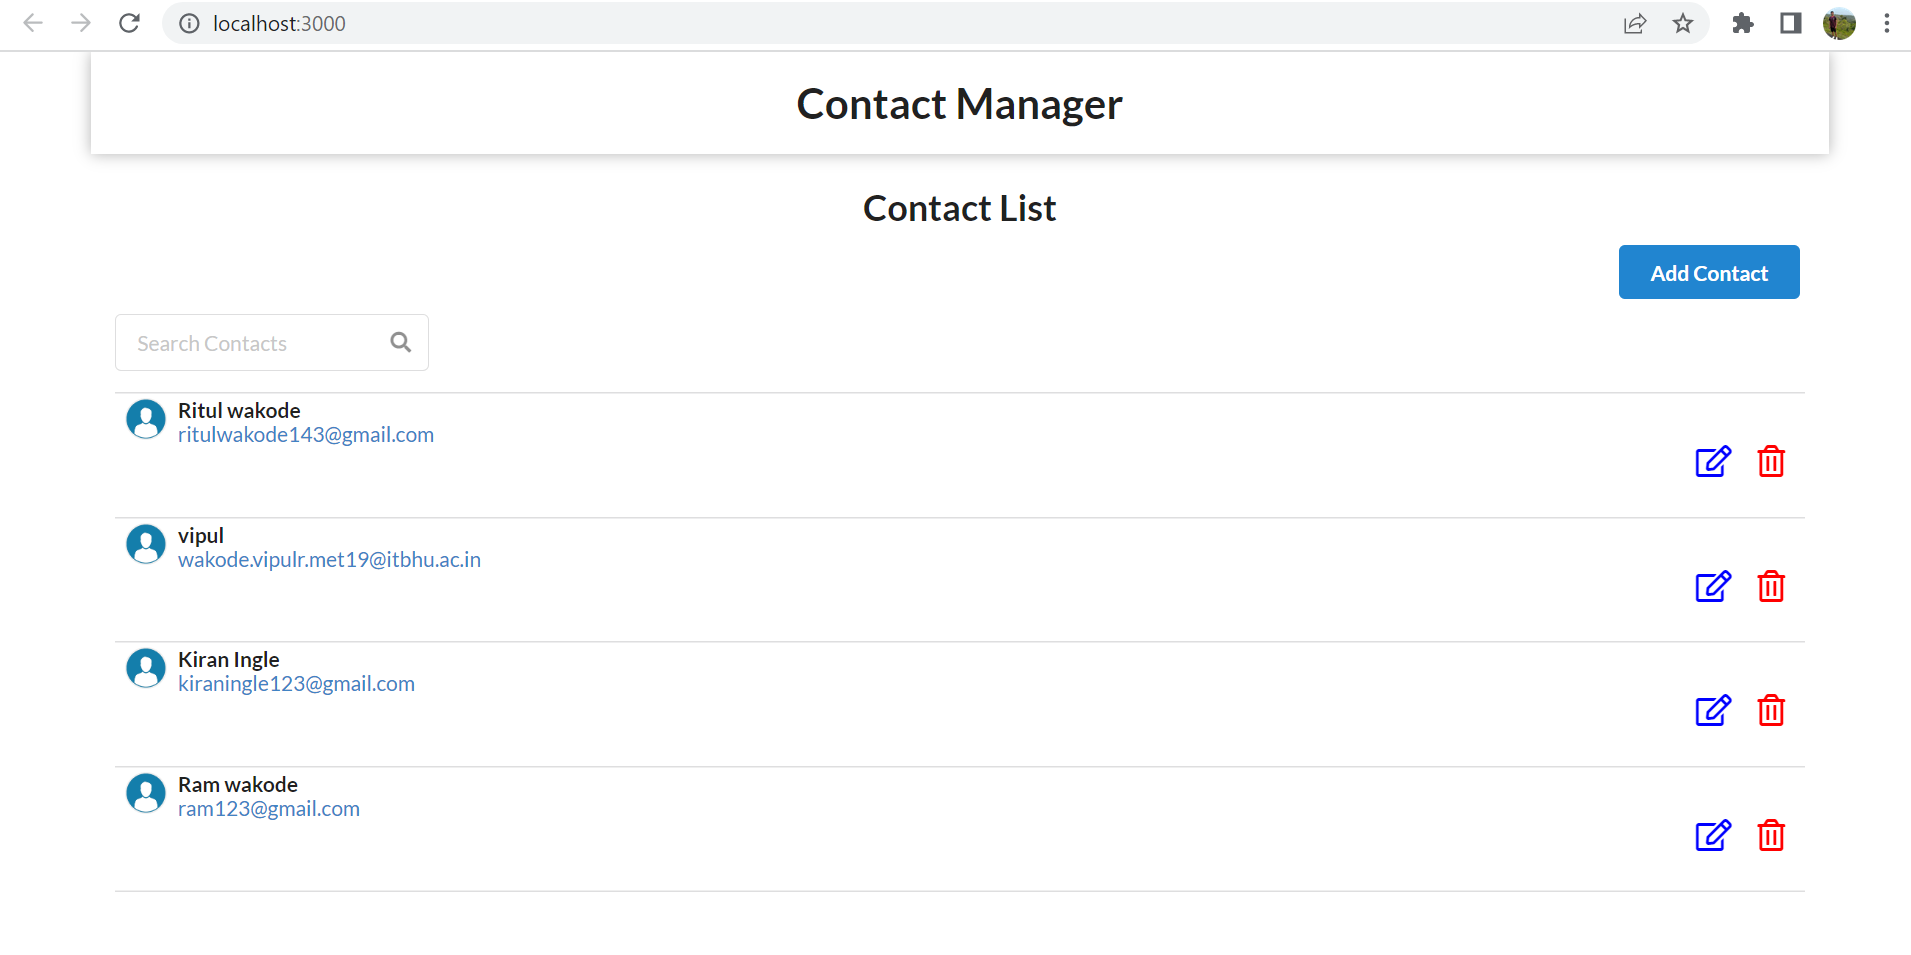 localhost:3000
Contact Manager
Contact List
Add Contact
Search Contacts
Ritul wakode
ritulwakode143@gmail.com
vipul
wakode.vipulr.met19@itbhu.ac.in
Kiran Ingle
kiraningle123@gmail.com
Ram wakode
ram123@gmail.com